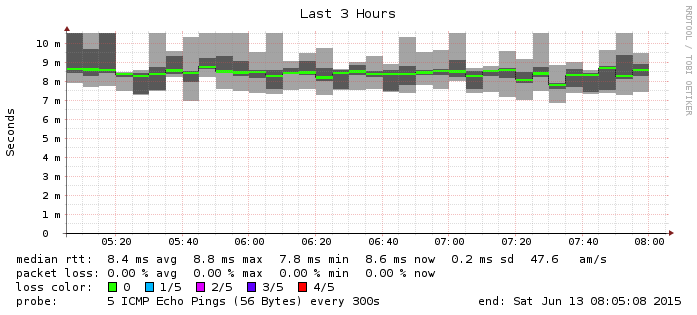 Last 3 Hours
RRDTOOL / TOBI OETIKER
Seconds
10 m
9 m
8 m
7 m
6 m
5 m
4 m
3 m
2 m
1 m
0
05:20 05:40 06:00 06:20 06:40 07:00 07:20 07:40 08:00
median rtt: 8.4 ms avg 8.8 ms max 7.8 ms min 8.6 ms now 0.2 ms sd 47.6 am/s
packet loss: 0.00 % avg 0.00 % max 0.00 % min 0.00 % now
loss color: 0 1/5 2/5 3/5 4/5
probe: 5 ICMP Echo Pings (56 Bytes) every 300s end: Sat Jun 13 08:05:08 2015